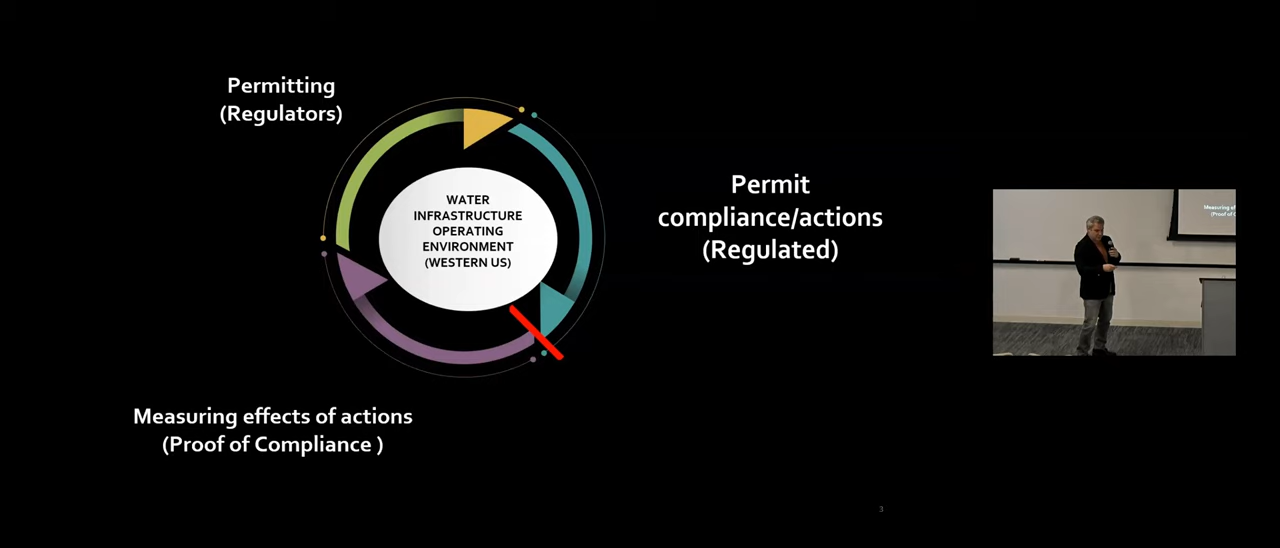 Permitting
(Regulators)
WATER
INFRASTRUCTURE
OPERATING
ENVIRONMENT
(WESTERN US)
Permit
compliance/actions
(Regulated)
Measuring effects of actions
(Proof of Compliance )
3